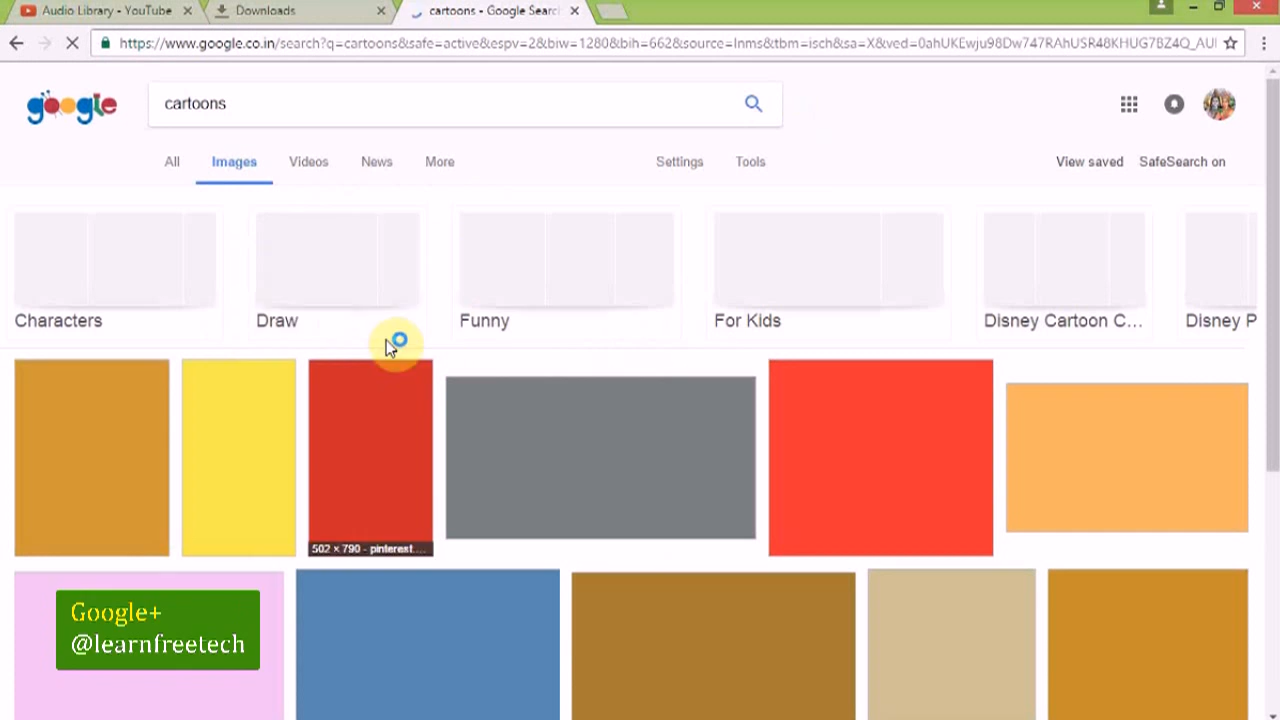 Audio Library - YouTube
Downloads
cartoons - Google Searc
https://www.google.co.in/search?q=cartoons&safe=active&espv=2&biw=1280&bih=662&source=lnms&tbm=isch&sa=X&ved=
google
cartoons
All Images Videos News More Settings Tools View saved SafeSearch on
Characters Draw Funny For Kids Disney Cartoon C... Disney P
502 × 790 - pinterest....
Google+
@learnfreetech